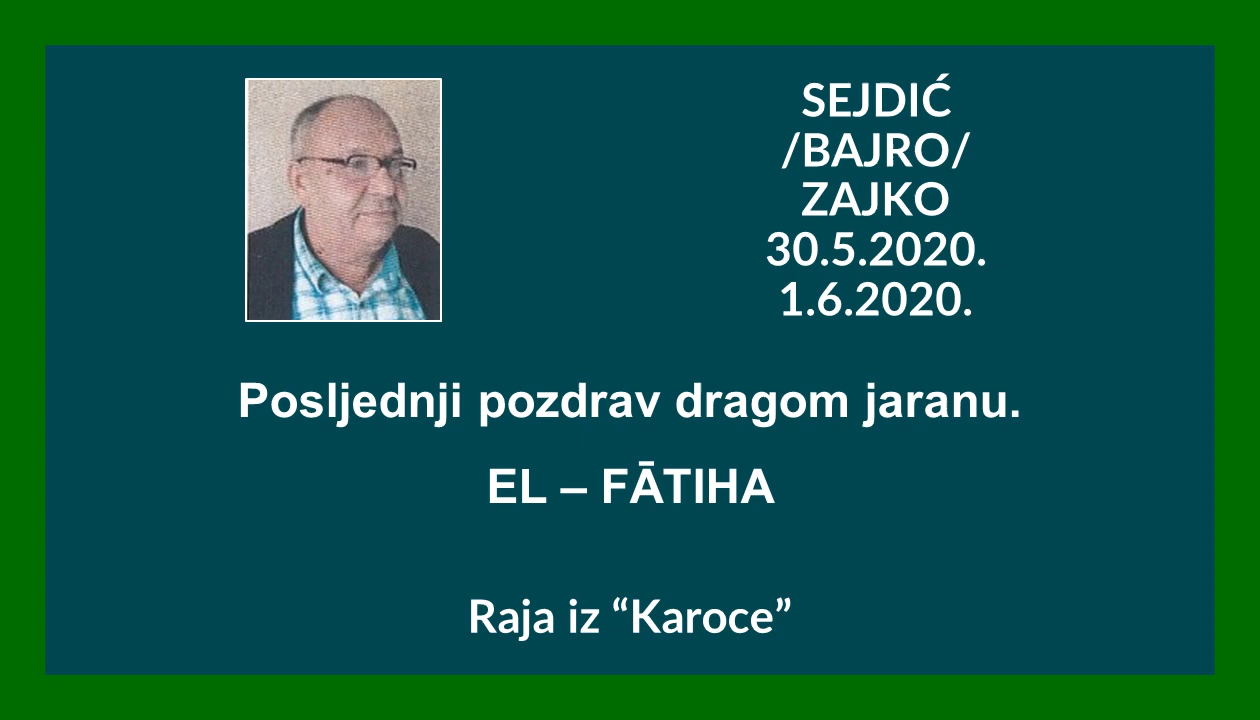 SEJDIĆ
/BAJRO/
ZAJKO
30.5.2020.
1.6.2020.
Posljednji pozdrav dragom jaranu.
EL – FĀTIHA
Raja iz “Karoce”